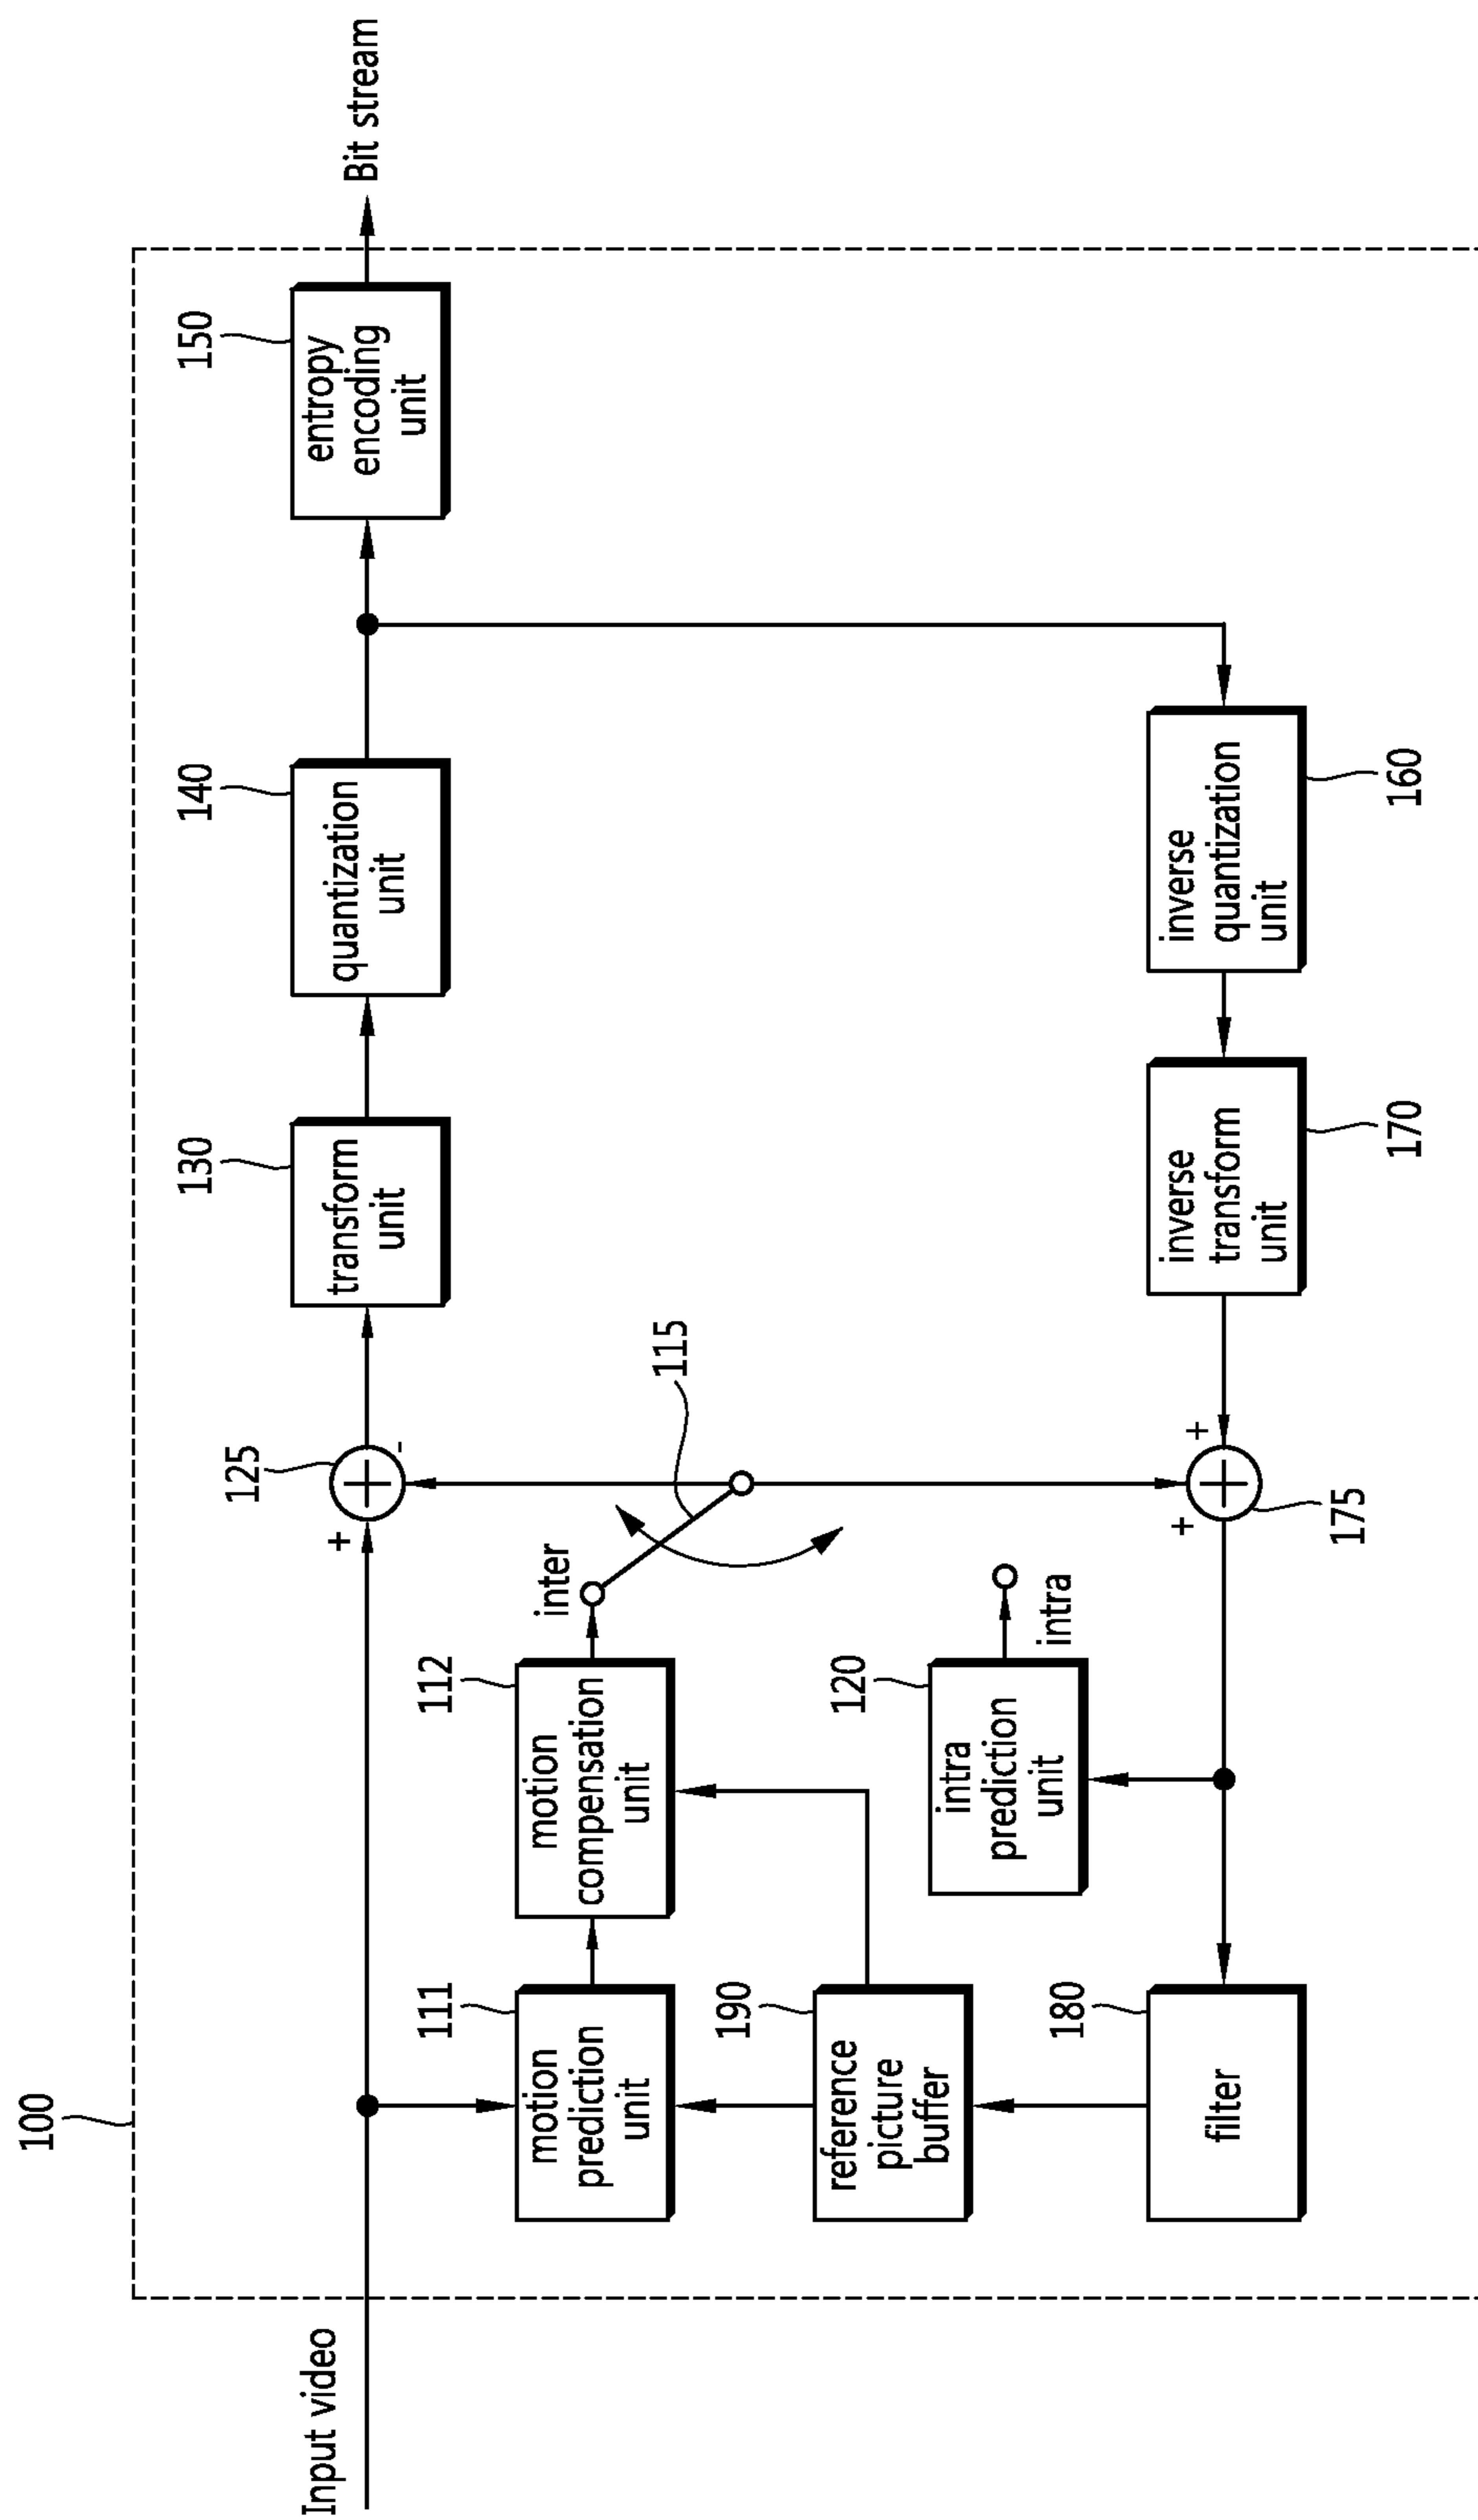 100
Input video
+
125
-
130
transform
unit
140
quantization
unit
150
entropy
encoding
unit
Bit stream
111
motion
prediction
unit
112
motion
compensation
unit
inter
115
190
reference
picture
buffer
120
intra
prediction
unit
intra
180
filter
+
+
175
inverse
transform
unit
170
inverse
quantization
unit
160